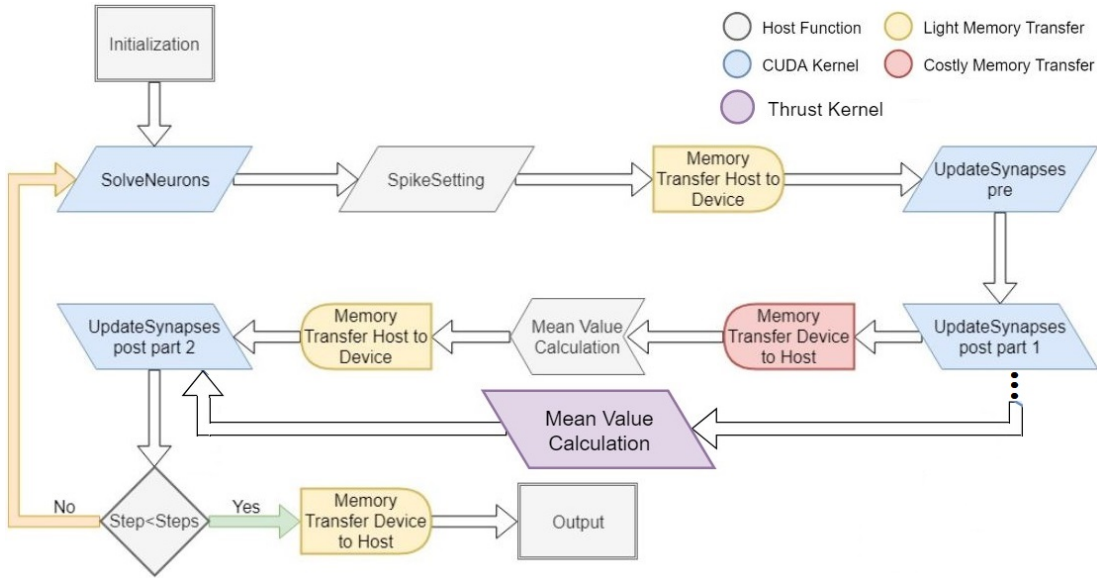 Initialization
Host Function
Light Memory Transfer
CUDA Kernel
Costly Memory Transfer
Thrust Kernel
SolveNeurons
SpikeSetting
Memory
Transfer Host to
Device
UpdateSynapses
pre
UpdateSynapses
post part 2
Memory
Transfer Host to
Device
Mean Value
Calculation
Memory
Transfer Device
to Host
UpdateSynapses
post part 1
Mean Value
Calculation
No
Step<Steps
Yes
Memory
Transfer Device
to Host
Output